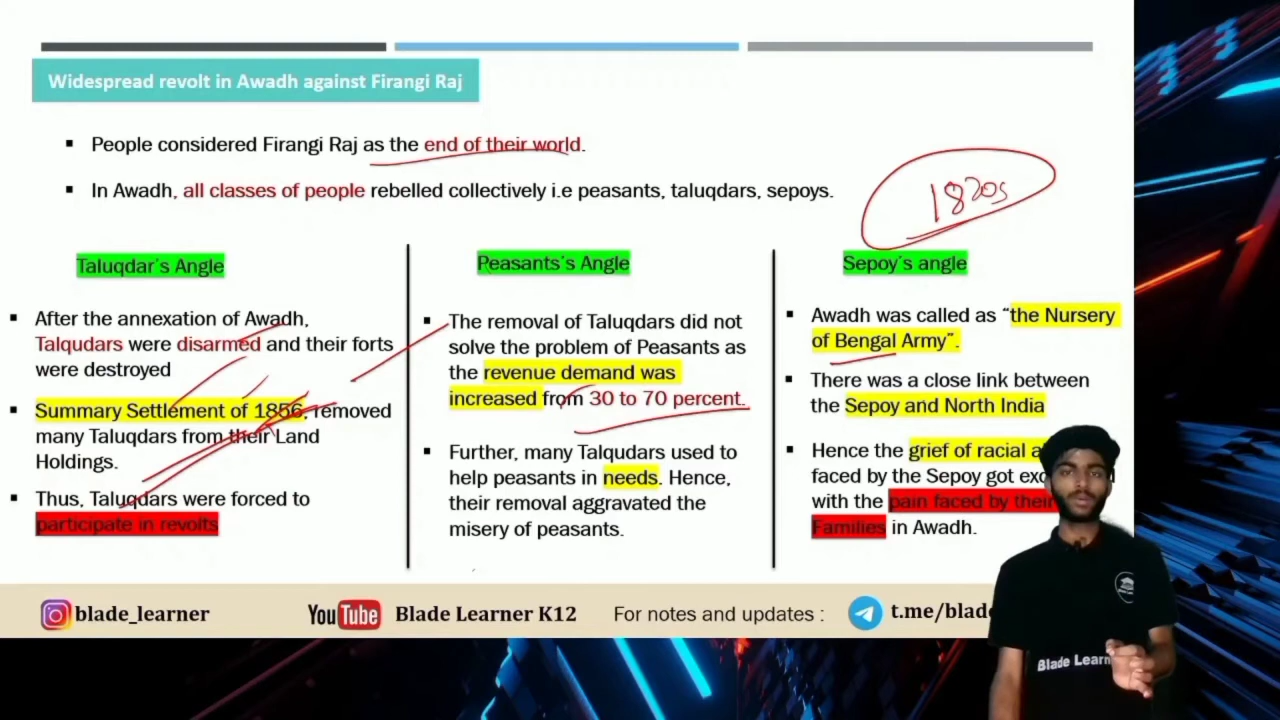 Widespread revolt in Awadh against Firangi Raj
▪ People considered Firangi Raj as the end of their world.
▪ In Awadh, all classes of people rebelled collectively i.e peasants, taluqdars, sepoys.
1820s
Taluqdar's Angle
▪ After the annexation of Awadh,
Talqudars were disarmed and their forts
were destroyed
▪ Summary Settlement of 1856, removed
many Taluqdars from their Land
Holdings.
▪ Thus, Taluqdars were forced to
participate in revolts
Peasants's Angle
▪ The removal of Taluqdars did not
solve the problem of Peasants as
the revenue demand was
increased from 30 to 70 percent.
▪ Further, many Talqudars used to
help peasants in needs. Hence,
their removal aggravated the
misery of peasants.
Sepoy's angle
▪ Awadh was called as “the Nursery
of Bengal Army”.
▪ There was a close link between
the Sepoy and North India
▪ Hence the grief of racial
faced by the Sepoy got
with the pain faced by their
Families in Awadh.
blade_learner
YouTube Blade Learner K12
For notes and updates :
t.me/blade
Blade Learn